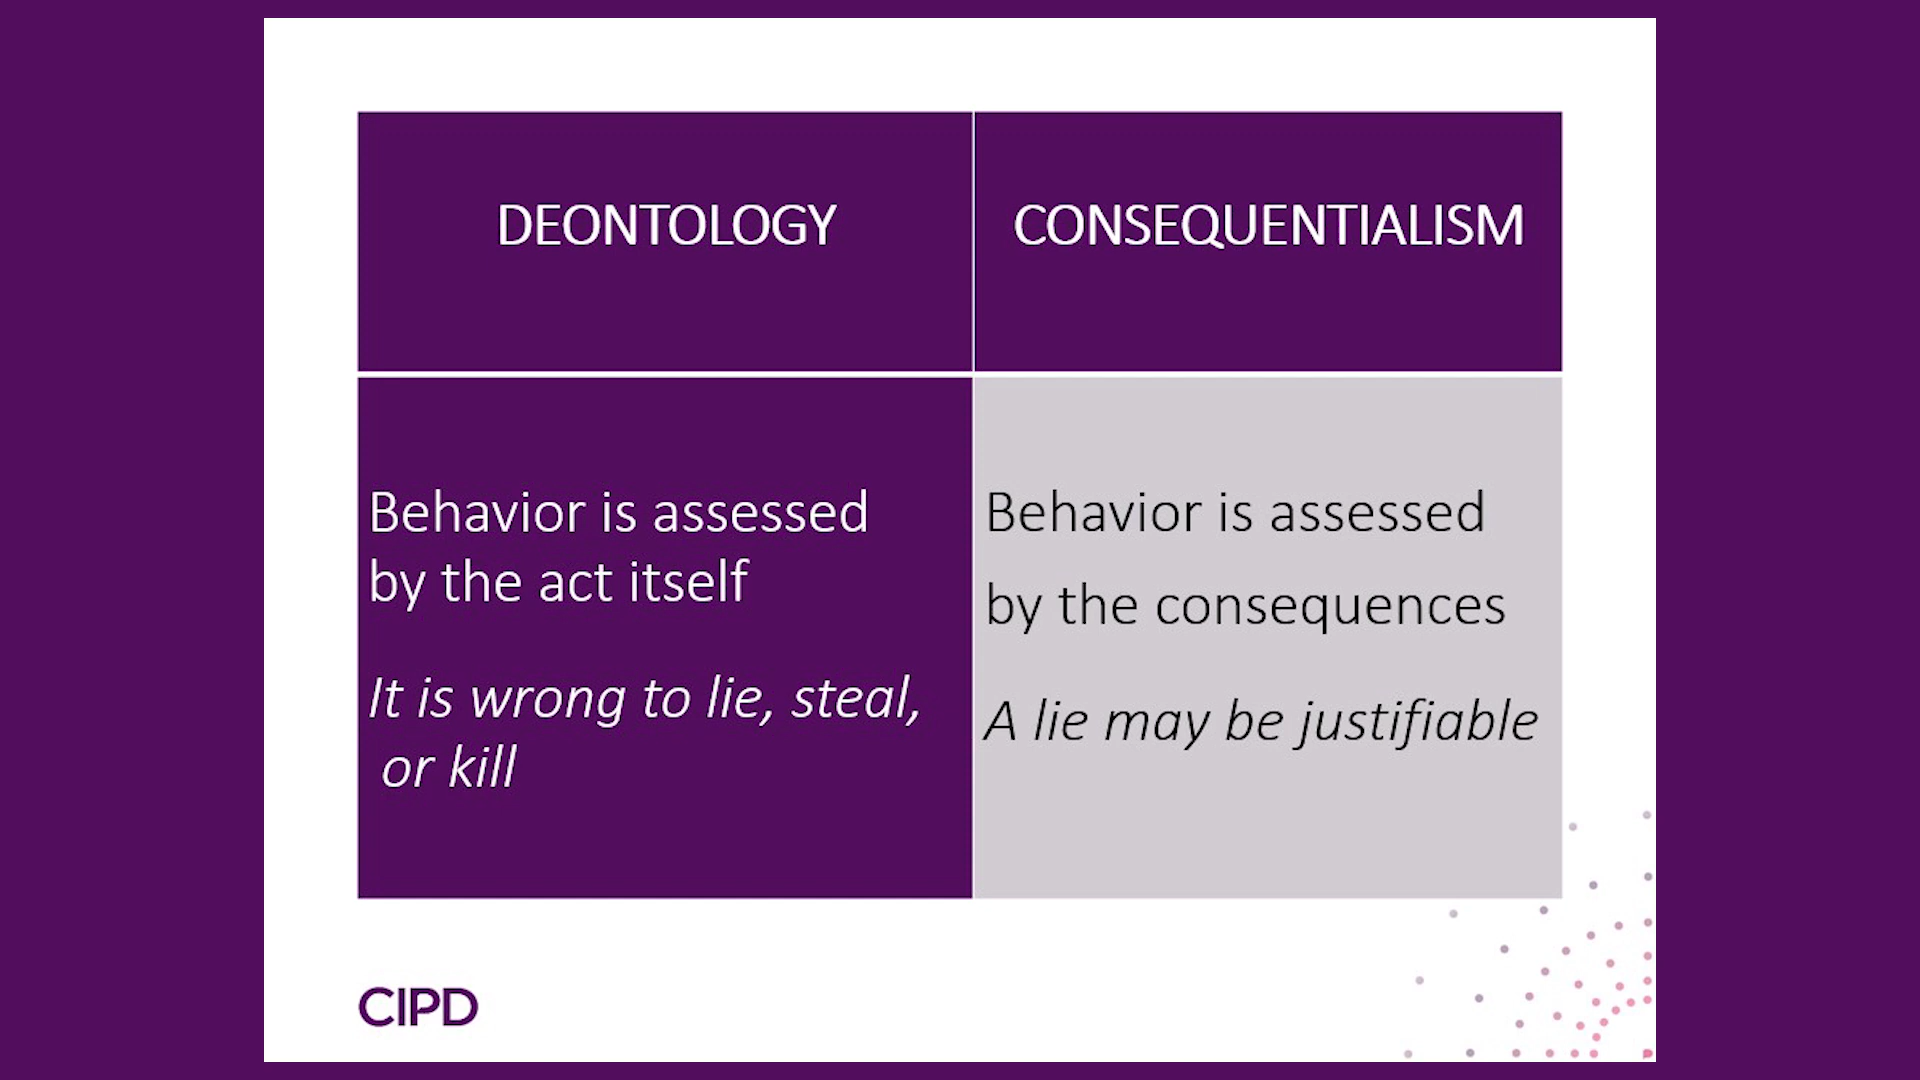 DEONTOLOGY
CONSEQUENTIALISM
Behavior is assessed
by the act itself
It is wrong to lie, steal,
or kill
Behavior is assessed
by the consequences
A lie may be justifiable
CIPD